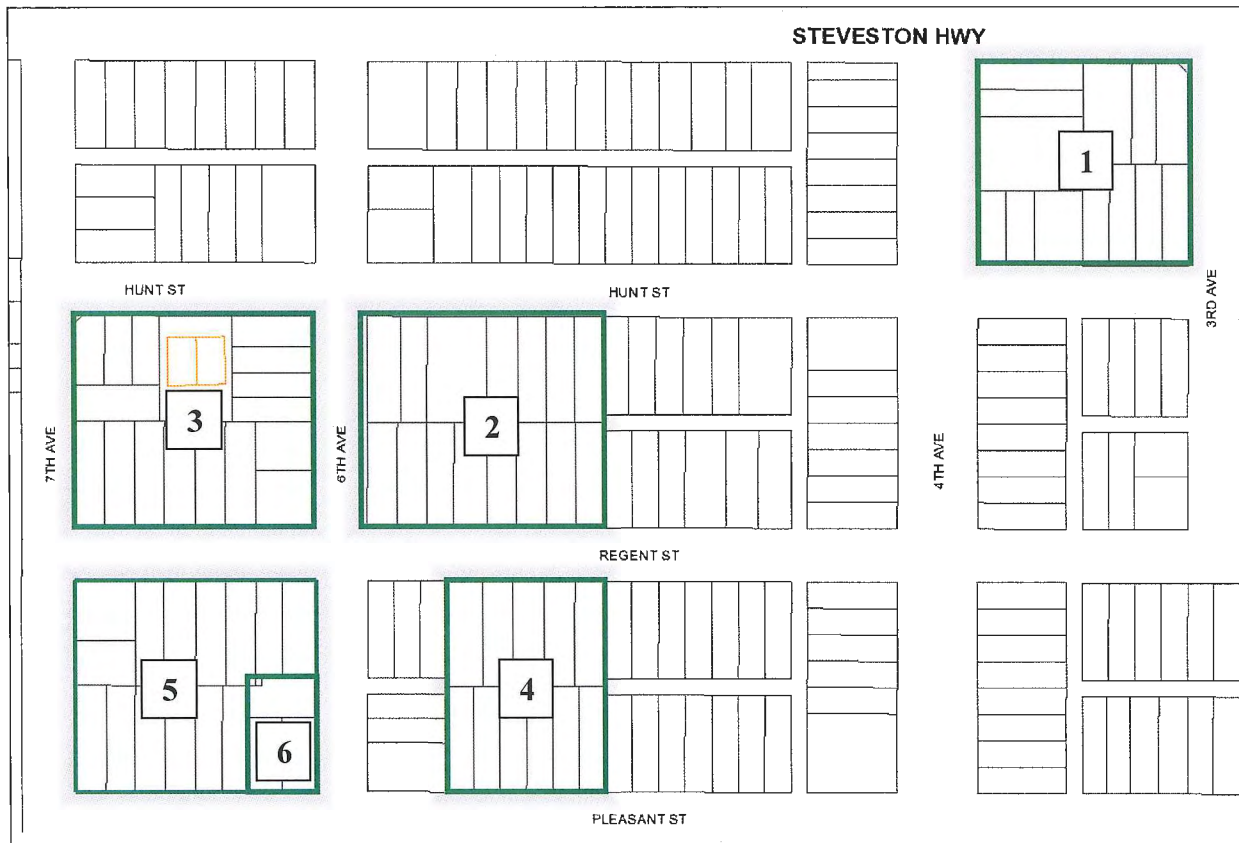 STEVESTON HWY
1
HUNT ST
HUNT ST
3RD AVE
3
2
7TH AVE
6TH AVE
4TH AVE
REGENT ST
5
4
6
PLEASANT ST